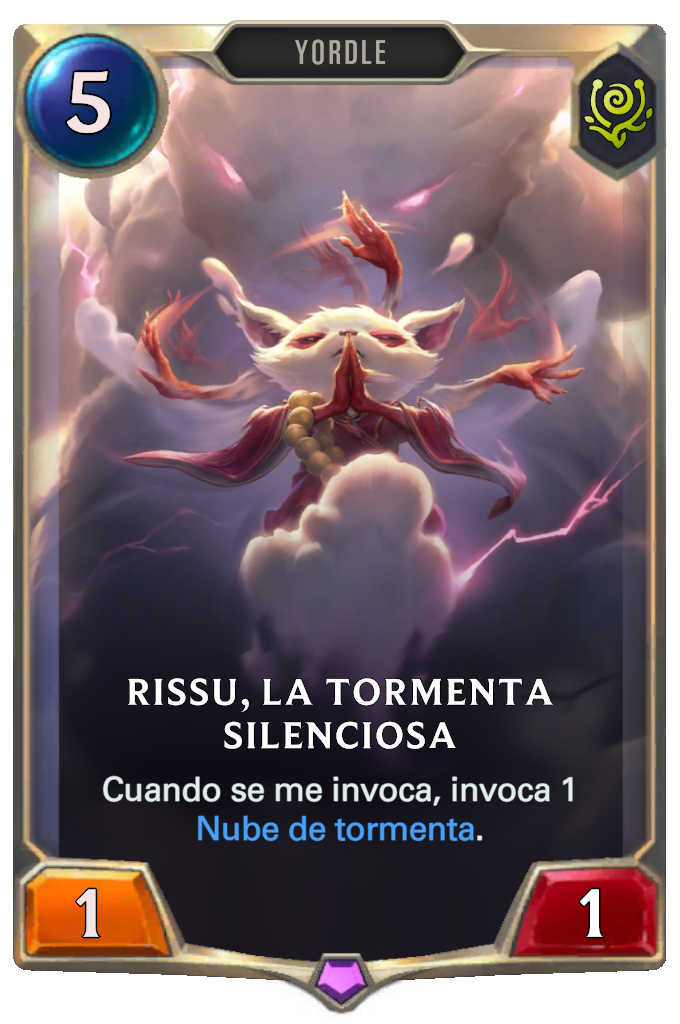 YORDLE
5
RISSU, LA TORMENTA
SILENCIOSA
Cuando se me invoca, invoca 1
Nube de tormenta.
1
1